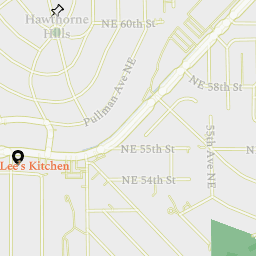 NE 60th St
Hawthorne
Hills
Pullman Ave NE
NE 58th St
55th Ave NE
NE 55th St
Lee's Kitchen
NE 54th St